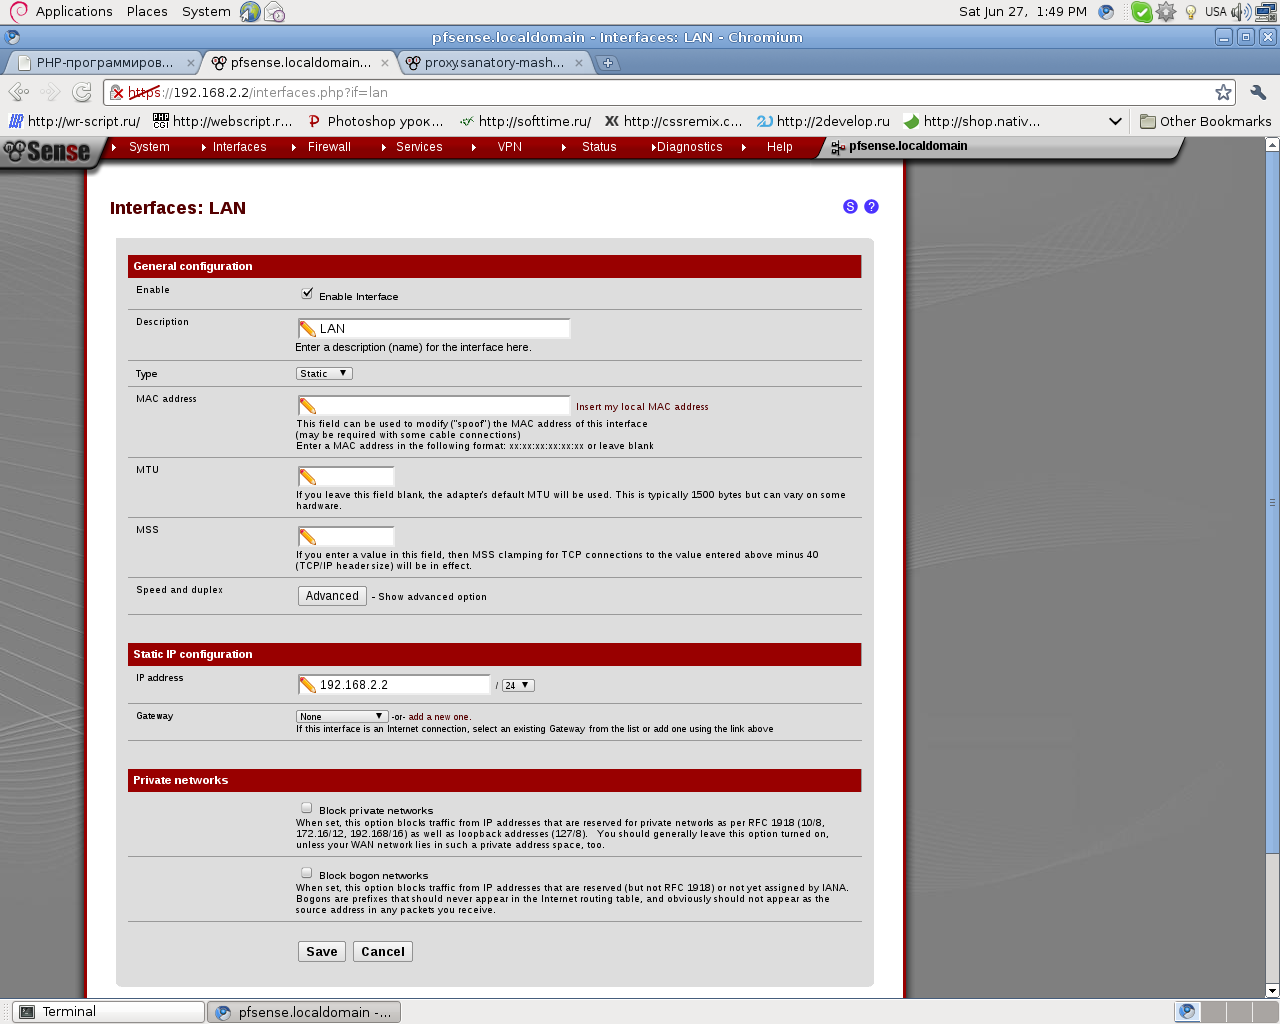 Applications Places System Sat Jun 27, 1:49 PM USA
pfsense.localdomain - Interfaces: LAN - Chromium
PHP-программиров... pfsense.localdomain... proxy.sanatory-mash...
https://192.168.2.2/interfaces.php?if=lan
http://wr-script.ru/ PHP CGI http://webscript.r... Photoshop урок... http://softtime.ru/ http://cssremix.c... 2U http://2develop.ru http://shop.nativ... Other Bookmarks
Sense System Interfaces Firewall Services VPN Status Diagnostics Help pfsense.localdomain
Interfaces: LAN S ?
General configuration
Enable Enable Interface
Description LAN
Enter a description (name) for the interface here.
Type Static
MAC address Insert my local MAC address
This field can be used to modify ("spoof") the MAC address of this interface
(may be required with some cable connections)
Enter a MAC address in the following format: xx:xx:xx:xx:xx:xx or leave blank
MTU
If you leave this field blank, the adapter's default MTU will be used. This is typically 1500 bytes but can vary on some
hardware.
MSS
If you enter a value in this field, then MSS clamping for TCP connections to the value entered above minus 40
(TCP/IP header size) will be in effect.
Speed and duplex Advanced - Show advanced option
Static IP configuration
IP address 192.168.2.2 / 24
Gateway None -or- add a new one.
If this interface is an Internet connection, select an existing Gateway from the list or add one using the link above
Private networks
Block private networks
When set, this option blocks traffic from IP addresses that are reserved for private networks as per RFC 1918 (10/8,
172.16/12, 192.168/16) as well as loopback addresses (127/8). You should generally leave this option turned on,
unless your WAN network lies in such a private address space, too.
Block bogon networks
When set, this option blocks traffic from IP addresses that are reserved (but not RFC 1918) or not yet assigned by IANA.
Bogons are prefixes that should never appear in the Internet routing table, and obviously should not appear as the
source address in any packets you receive.
Save Cancel
Terminal pfsense.localdomain -...